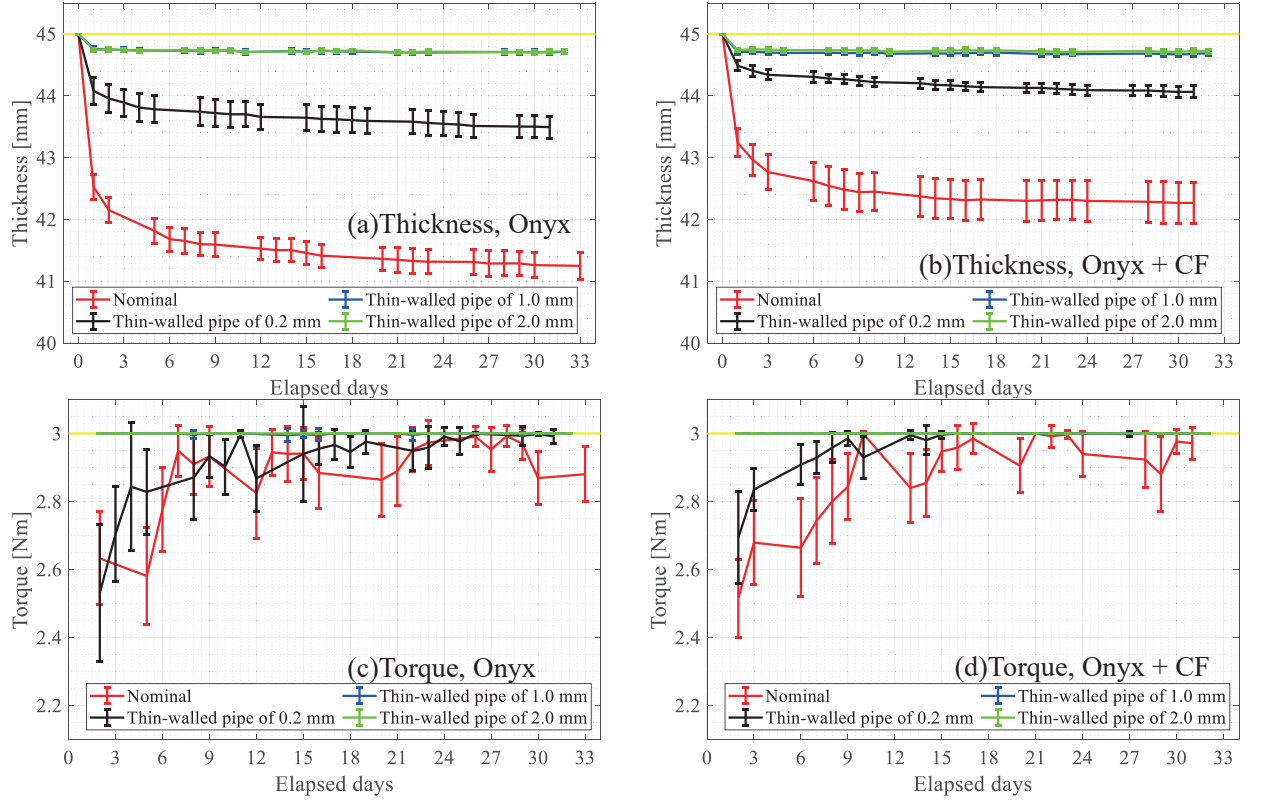 45
44
43
42
41
40
Thickness [mm]
(a)Thickness, Onyx
Nominal
Thin-walled pipe of 1.0 mm
Thin-walled pipe of 0.2 mm
Thin-walled pipe of 2.0 mm
0 3 6 9 12 15 18 21 24 27 30 33
Elapsed days
45
44
43
42
41
40
Thickness [mm]
(b)Thickness, Onyx + CF
Nominal
Thin-walled pipe of 1.0 mm
Thin-walled pipe of 0.2 mm
Thin-walled pipe of 2.0 mm
0 3 6 9 12 15 18 21 24 27 30 33
Elapsed days
3
2.8
2.6
2.4
2.2
Torque [Nm]
(c)Torque, Onyx
Nominal
Thin-walled pipe of 1.0 mm
Thin-walled pipe of 0.2 mm
Thin-walled pipe of 2.0 mm
0 3 6 9 12 15 18 21 24 27 30 33
Elapsed days
3
2.8
2.6
2.4
2.2
Torque [Nm]
(d)Torque, Onyx + CF
Nominal
Thin-walled pipe of 1.0 mm
Thin-walled pipe of 0.2 mm
Thin-walled pipe of 2.0 mm
0 3 6 9 12 15 18 21 24 27 30 33
Elapsed days